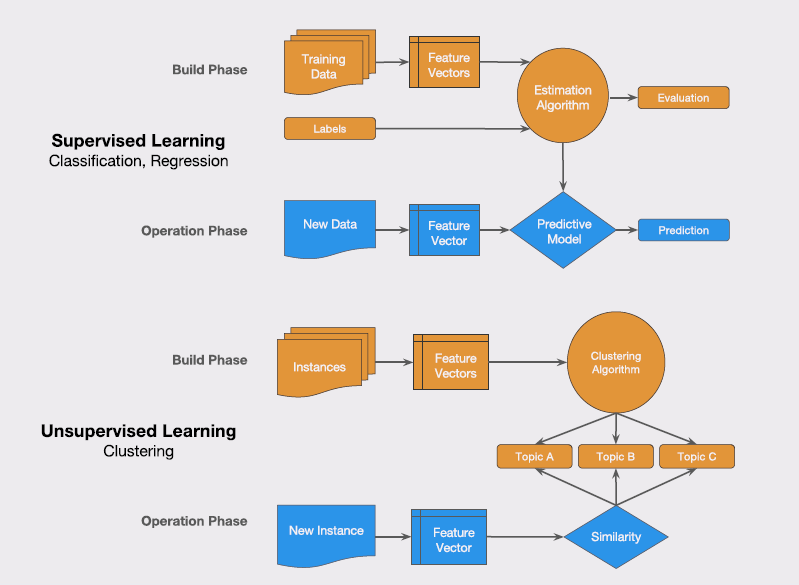 Build Phase
Training
Data
Feature
Vectors
Estimation
Algorithm
Evaluation
Labels
Supervised Learning
Classification, Regression
Operation Phase
New Data
Feature
Vector
Predictive
Model
Prediction
Build Phase
Instances
Feature
Vectors
Clustering
Algorithm
Unsupervised Learning
Clustering
Topic A
Topic B
Topic C
Operation Phase
New Instance
Feature
Vector
Similarity